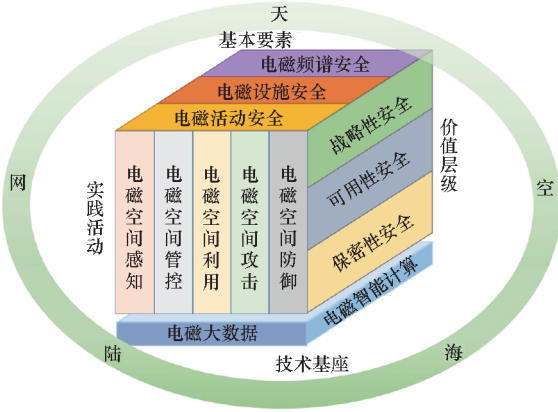 天
基本要素
电磁频谱安全
电磁设施安全
电磁活动安全
网
实践活动
电磁空间感知
电磁空间管控
电磁空间利用
电磁空间攻击
电磁空间防御
战略性安全
可用性安全
保密性安全
价值层级
空
电磁大数据
电磁智能计算
陆
技术基座
海